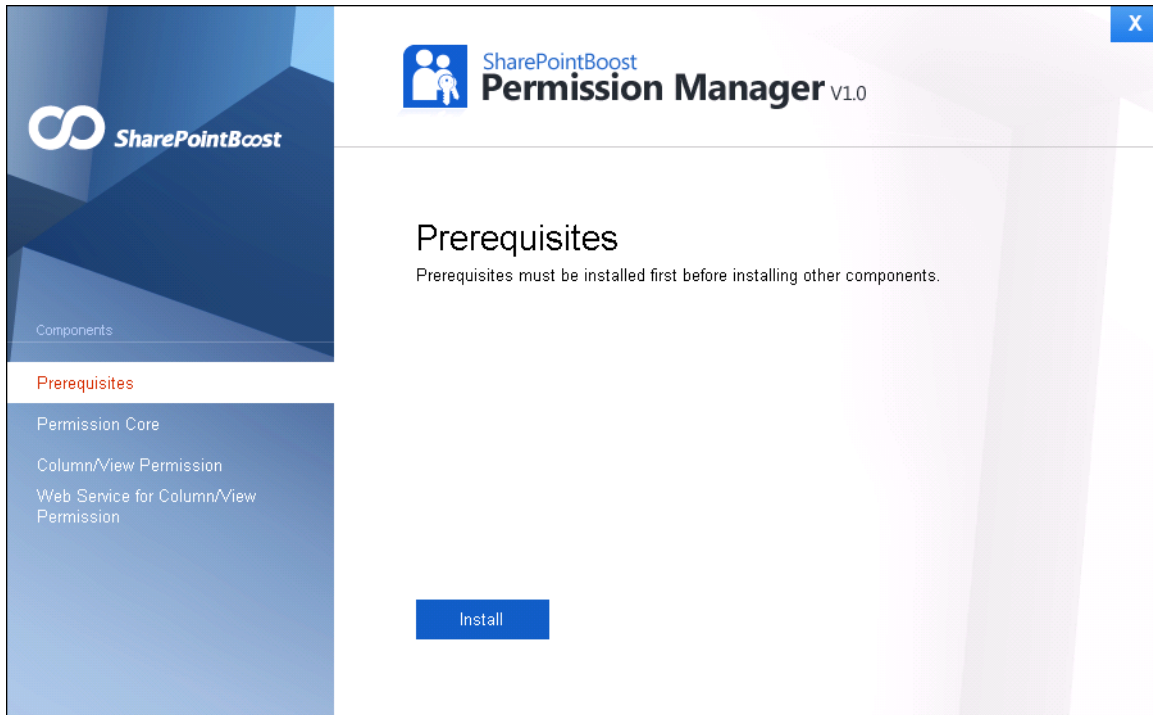 X
SharePointBoost
Permission Manager V1.0
SharePointBoost
Prerequisites
Prerequisites must be installed first before installing other components.
Components
Prerequisites
Permission Core
Column/View Permission
Web Service for Column/View
Permission
Install